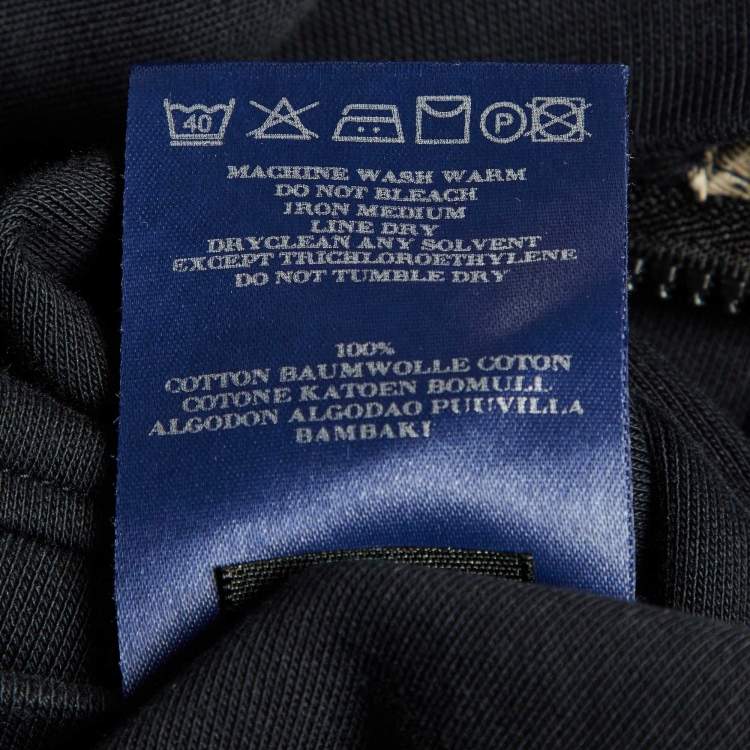 40 P
MACHINE WASH WARM
DO NOT BLEACH
IRON MEDIUM
LINE DRY
DRYCLEAN ANY SOLVENT
EXCEPT TRICHLOROETHYLENE
DO NOT TUMBLE DRY
100%
COTTON BAUMWOLLE COTON
COTONE KATOEN BOMULL
ALGODON ALGODAO PUUVILLA
BAMBAKI